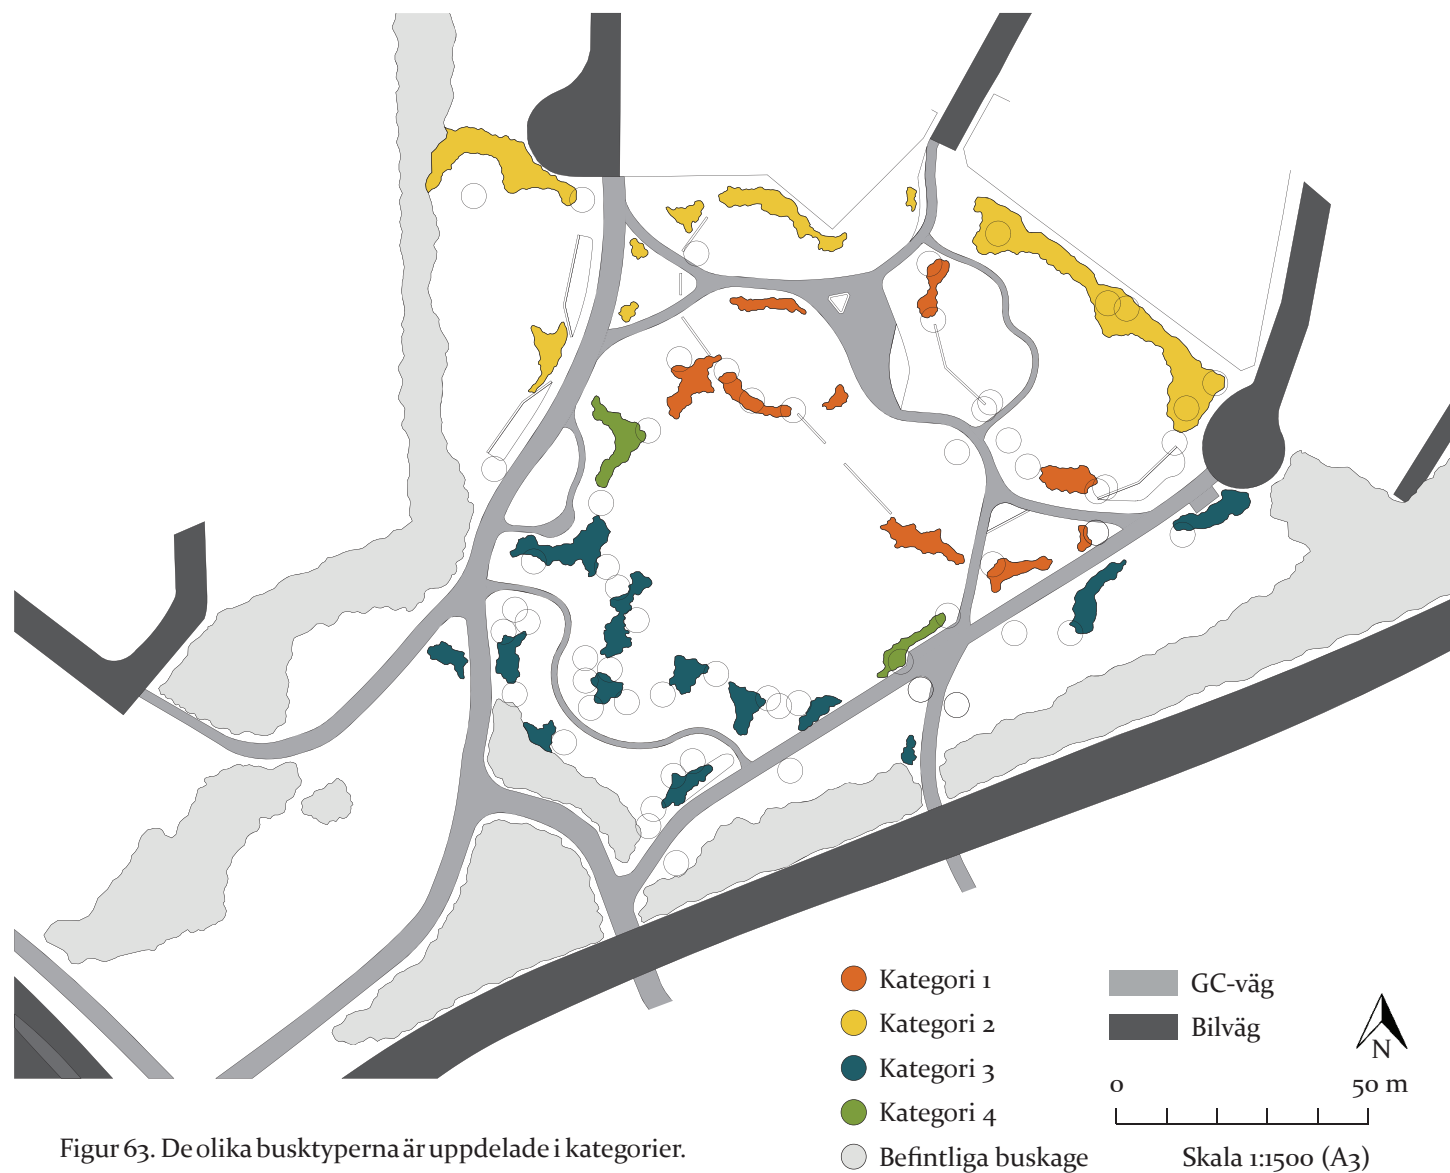 Kategori 1
Kategori 2
Kategori 3
Kategori 4
Befintliga buskage
GC-väg
Bilväg
N
0 50 m
Skala 1:1500 (A3)
Figur 63. De olika busktyperna är uppdelade i kategorier.